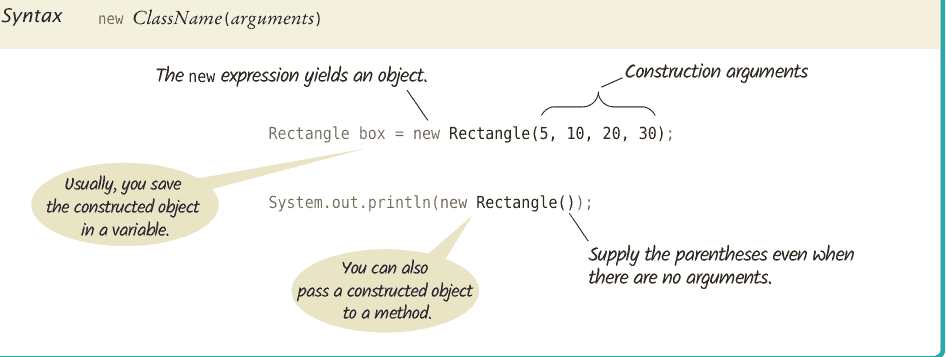 Syntax new ClassName(arguments)
The new expression yields an object.
Construction arguments
Rectangle box = new Rectangle(5, 10, 20, 30);
Usually, you save
the constructed object
in a variable.
System.out.println(new Rectangle());
You can also
pass a constructed object
to a method.
Supply the parentheses even when
there are no arguments.